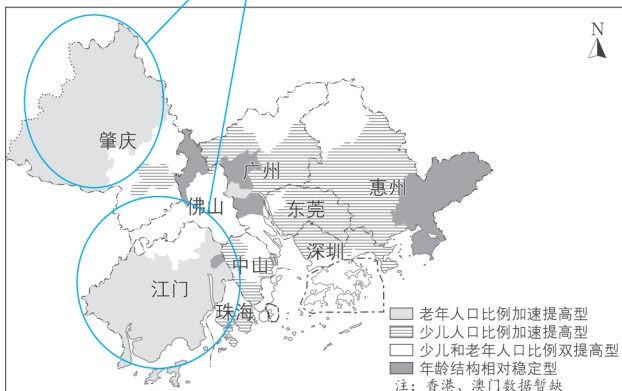 N
肇庆
广州
惠州
佛山
东莞
深圳
中山
江门
珠海
老年人口比例加速提高型
少儿人口比例加速提高型
少儿和老年人口比例双提高型
年龄结构相对稳定型
注：香港、澳门数据暂缺